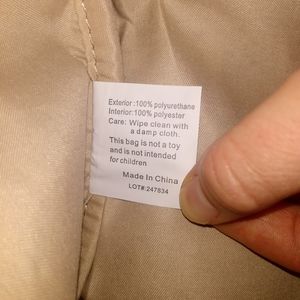 Exterior :100% polyurethane
Interior:100% polyester
Care: Wipe clean with
a damp cloth.
This bag is not a toy
and is not intended
for children
Made In China
LOT#:247834